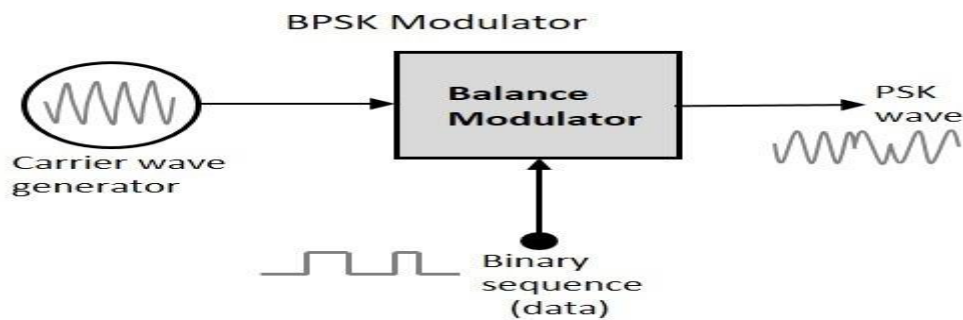 BPSK Modulator
Carrier wave
generator
Balance
Modulator
PSK
wave
Binary
sequence
(data)